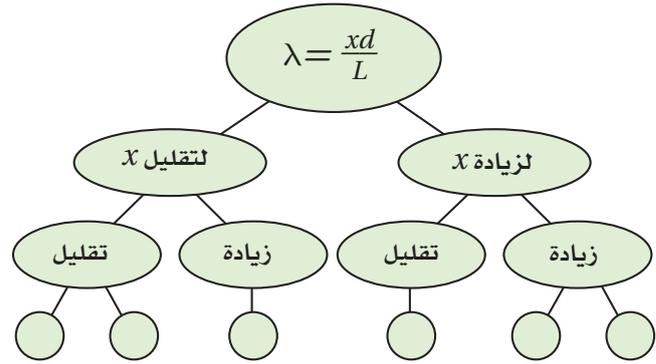 λ = xd/L
لزيادة x
لتقليل x
زيادة
تقليل
زيادة
تقليل